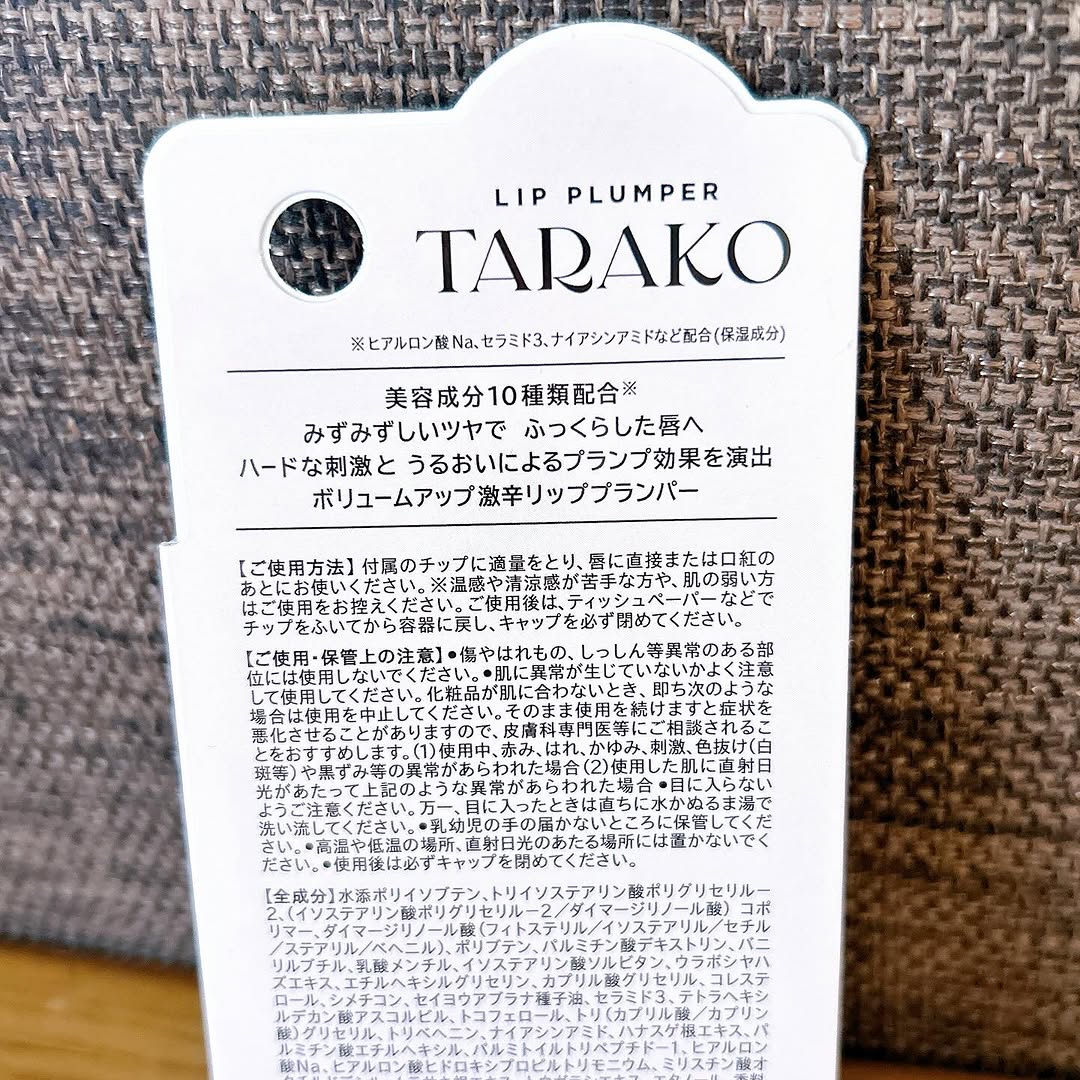 LIP PLUMPER
TARAKO
※ヒアルロン酸Na、セラミド3、ナイアシンアミドなど配合(保湿成分)
美容成分10種類配合※
みずみずしいツヤで ふっくらした唇へ
ハードな刺激と うるおいによるプランプ効果を演出
ボリュームアップ激辛リッププランパー
【ご使用方法】付属のチップに適量をとり、唇に直接または口紅の
あとにお使いください。※温感や清涼感が苦手な方や、肌の弱い方
はご使用をお控えください。ご使用後は、ティッシュペーパーなどで
チップをふいてから容器に戻し、キャップを必ず閉めてください。
【ご使用・保管上の注意】●傷やはれもの、しっしん等異常のある部
位には使用しないでください。●肌に異常が生じていないかよく注意
して使用してください。化粧品が肌に合わないとき、即ち次のような
場合は使用を中止してください。そのまま使用を続けますと症状を
悪化させることがありますので、皮膚科専門医等にご相談されるこ
とをおすすめします。(1)使用中、赤み、はれ、かゆみ、刺激、色抜け(白
斑等)や黒ずみ等の異常があらわれた場合(2)使用した肌に直射日
光があたって上記のような異常があらわれた場合●目に入らない
ようご注意ください。万一、目に入ったときは直ちに水かぬるま湯で
洗い流してください。●乳幼児の手の届かないところに保管してくだ
さい。●高温や低温の場所、直射日光のあたる場所には置かないでく
ださい。●使用後は必ずキャップを閉めてください。
【全成分】水添ポリイソブテン、トリイソステアリン酸ポリグリセリル－
2、(イソステアリン酸ポリグリセリル－2／ダイマージリノール酸) コポ
リマー、ダイマージリノール酸(フィトステリル／イソステアリル／セチル
／ステアリル／ベヘニル)、ポリブテン、パルミチン酸デキストリン、バニ
リルブチル、乳酸メンチル、イソステアリン酸ソルビタン、ウラボシヤハ
ズエキス、エチルヘキシルグリセリン、カプリル酸グリセリル、コレステ
ロール、シメチコン、セイヨウアブラナ種子油、セラミド3、テトラヘキシ
ルデカン酸アスコルビル、トコフェロール、トリ(カプリル酸／カプリン
酸)グリセリル、トリベヘニン、ナイアシンアミド、ハナスゲ根エキス、パ
ルミチン酸エチルヘキシル、パルミトイルトリペプチド－1、ヒアルロン
酸Na、ヒアルロン酸ヒドロキシプロピルトリモニウム、ミリスチン酸オ